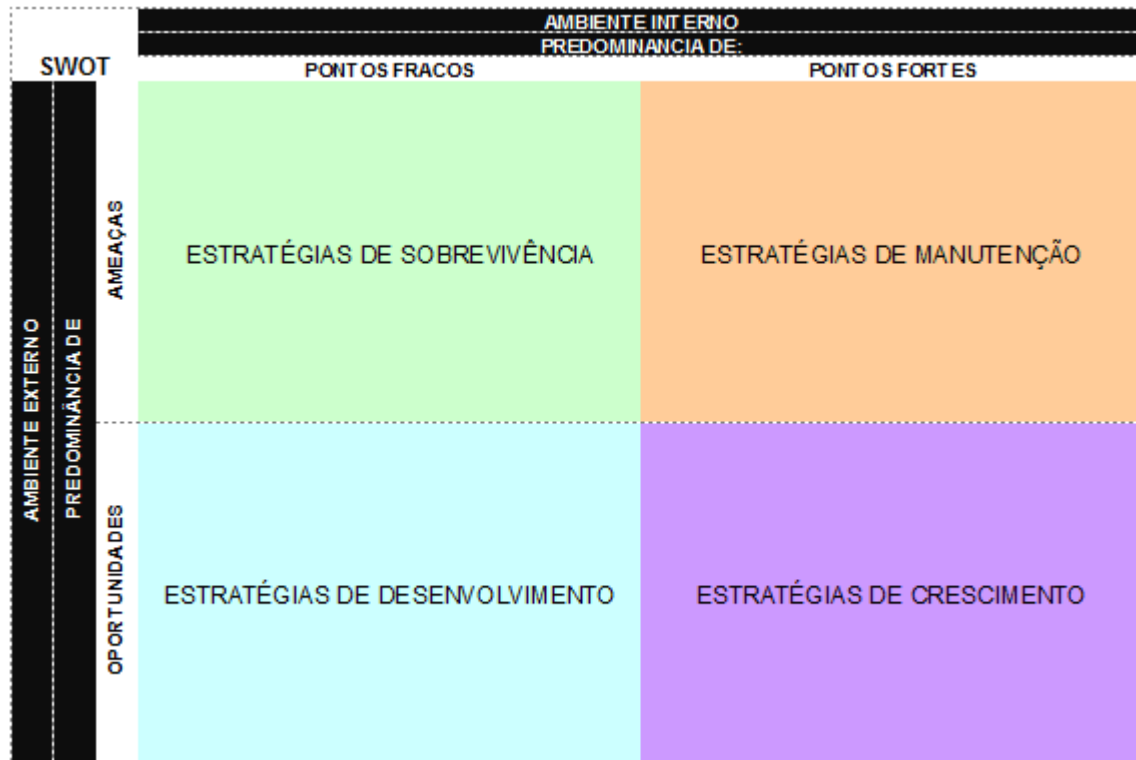 AMBIENTE INTERNO
PREDOMINANCIA DE:
SWOT
PONTOS FRACOS
PONTOS FORTES
AMBIENTE EXTERNO
PREDOMINÂNCIA DE
AMEAÇAS
ESTRATÉGIAS DE SOBREVIVÊNCIA
ESTRATÉGIAS DE MANUTENÇÃO
OPORTUNIDADES
ESTRATÉGIAS DE DESENVOLVIMENTO
ESTRATÉGIAS DE CRESCIMENTO